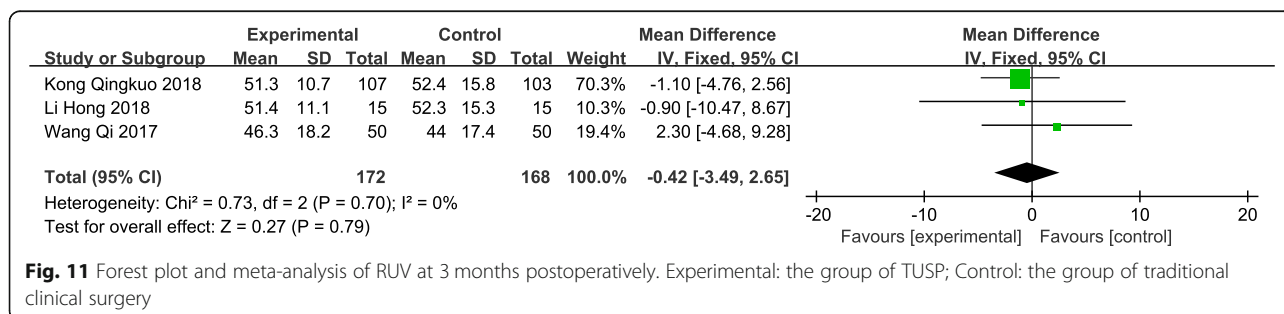 Experimental Control Mean Difference Mean Difference
Study or Subgroup Mean SD Total Mean SD Total Weight IV, Fixed, 95% CI IV, Fixed, 95% CI
Kong Qingkuo 2018 51.3 10.7 107 52.4 15.8 103 70.3% -1.10 [-4.76, 2.56]
Li Hong 2018 51.4 11.1 15 52.3 15.3 15 10.3% -0.90 [-10.47, 8.67]
Wang Qi 2017 46.3 18.2 50 44 17.4 50 19.4% 2.30 [-4.68, 9.28]
Total (95% CI) 172 168 100.0% -0.42 [-3.49, 2.65]
Heterogeneity: Chi² = 0.73, df = 2 (P = 0.70); I² = 0%
Test for overall effect: Z = 0.27 (P = 0.79)
-20 -10 0 10 20
Favours [experimental] Favours [control]
Fig. 11 Forest plot and meta-analysis of RUV at 3 months postoperatively. Experimental: the group of TUSP; Control: the group of traditional
clinical surgery